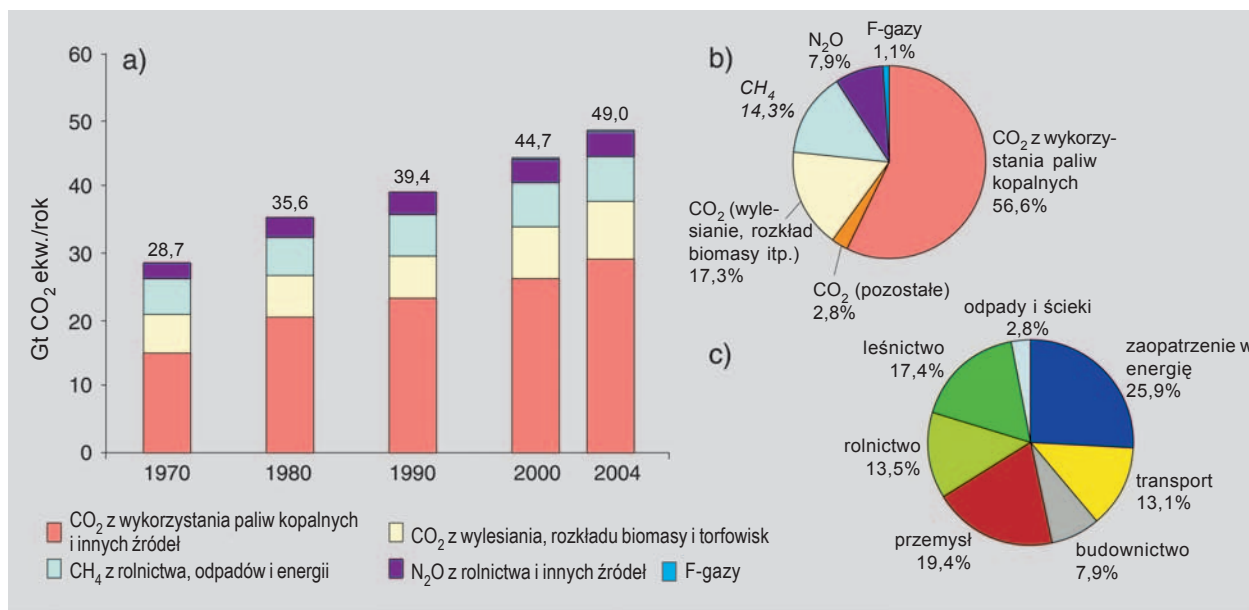 a)
60
50
40
30
20
10
0
Gt CO₂ ekw./rok
28,7
35,6
39,4
44,7
49,0
1970
1980
1990
2000
2004
CO₂ z wykorzystania paliw kopalnych
i innych źródeł
CH₄ z rolnictwa, odpadów i energii
CO₂ z wylesiania, rozkładu biomasy i torfowisk
N₂O z rolnictwa i innych źródeł
F-gazy
b)
F-gazy
1,1%
N₂O
7,9%
CH₄
14,3%
CO₂ z wykorzy-
stania paliw
kopalnych
56,6%
CO₂ (wyle-
sianie, rozkład
biomasy itp.)
17,3%
CO₂ (pozostałe)
2,8%
c)
odpady i ścieki
2,8%
leśnictwo
17,4%
zaopatrzenie w
energię
25,9%
rolnictwo
13,5%
transport
13,1%
przemysł
19,4%
budownictwo
7,9%